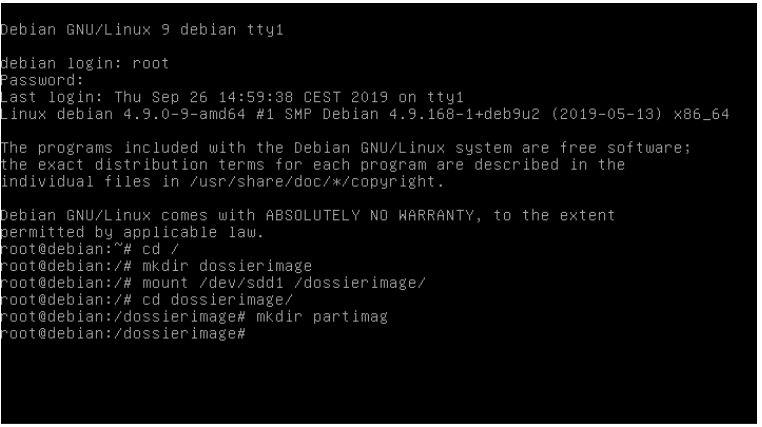 Debian GNU/Linux 9 debian tty1
debian login: root
Password:
Last login: Thu Sep 26 14:59:38 CEST 2019 on tty1
Linux debian 4.9.0-9-amd64 #1 SMP Debian 4.9.168-1+deb9u2 (2019-05-13) x86_64
The programs included with the Debian GNU/Linux system are free software;
the exact distribution terms for each program are described in the
individual files in /usr/share/doc/*/copyright.
Debian GNU/Linux comes with ABSOLUTELY NO WARRANTY, to the extent
permitted by applicable law.
root@debian:~# cd /
root@debian:/# mkdir dossierimage
root@debian:/# mount /dev/sdd1 /dossierimage/
root@debian:/# cd dossierimage/
root@debian:/dossierimage# mkdir partimag
root@debian:/dossierimage#